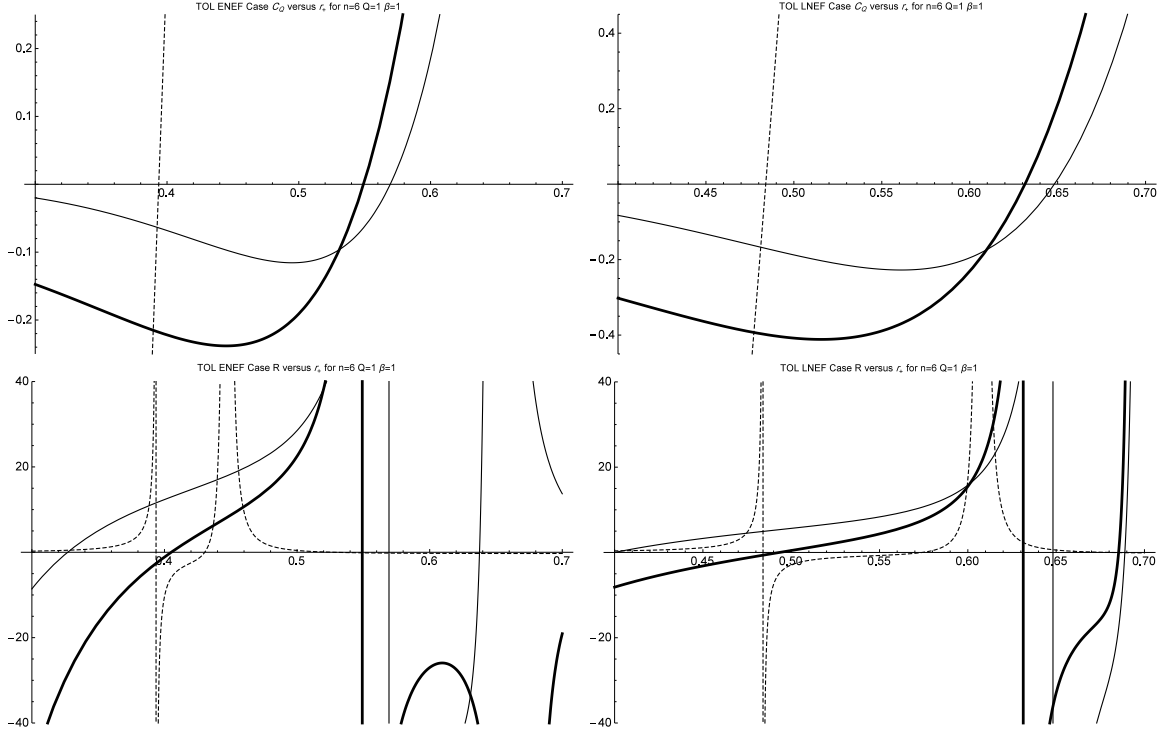 TOL ENEF Case C_Q versus r_+ for n=6 Q=1 β=1
0.2
0.1
-0.1
-0.2
0.4 0.5 0.6 0.7
TOL LNEF Case C_Q versus r_+ for n=6 Q=1 β=1
0.4
0.2
-0.2
-0.4
0.45 0.50 0.55 0.60 0.65 0.70
TOL ENEF Case R versus r_+ for n=6 Q=1 β=1
40
20
-20
-40
0.4 0.5 0.6 0.7
TOL LNEF Case R versus r_+ for n=6 Q=1 β=1
40
20
-20
-40
0.45 0.50 0.55 0.60 0.65 0.70